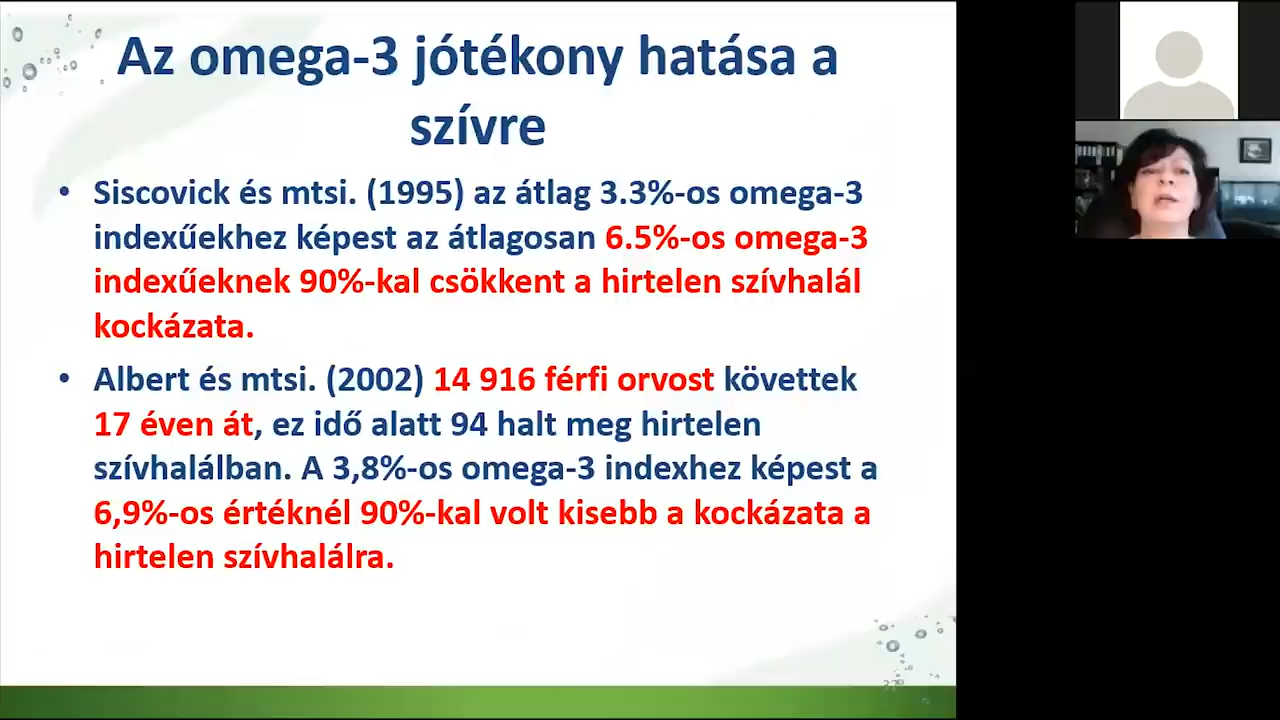 Az omega-3 jótékony hatása a
szívre
• Siscovick és mtsi. (1995) az átlag 3.3%-os omega-3
indexűekhez képest az átlagosan 6.5%-os omega-3
indexűeknek 90%-kal csökkent a hirtelen szívhalál
kockázata.
• Albert és mtsi. (2002) 14 916 férfi orvost követtek
17 éven át, ez idő alatt 94 halt meg hirtelen
szívhalálban. A 3,8%-os omega-3 indexhez képest a
6,9%-os értéknél 90%-kal volt kisebb a kockázata a
hirtelen szívhalálra.